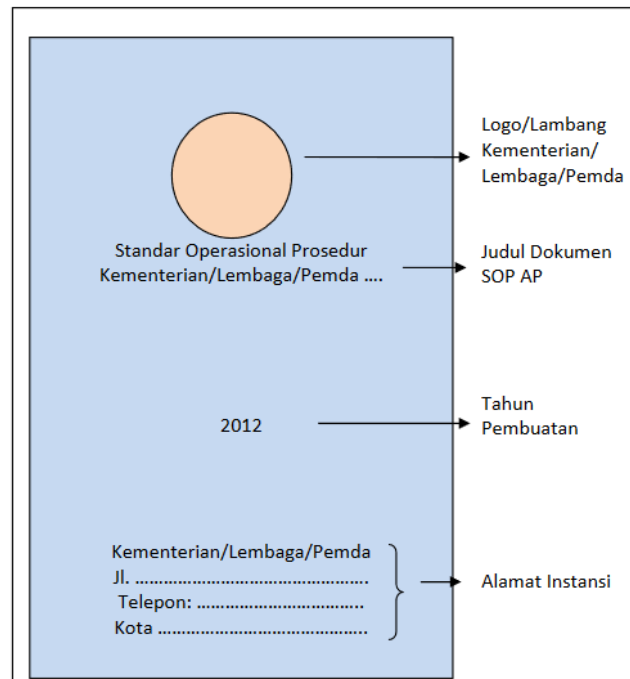 Logo/Lambang
Kementerian/
Lembaga/Pemda
Standar Operasional Prosedur
Kementerian/Lembaga/Pemda ....
Judul Dokumen
SOP AP
2012
Tahun
Pembuatan
Kementerian/Lembaga/Pemda
Jl. ................................................
Telepon: ..................................
Kota ...........................................
Alamat Instansi